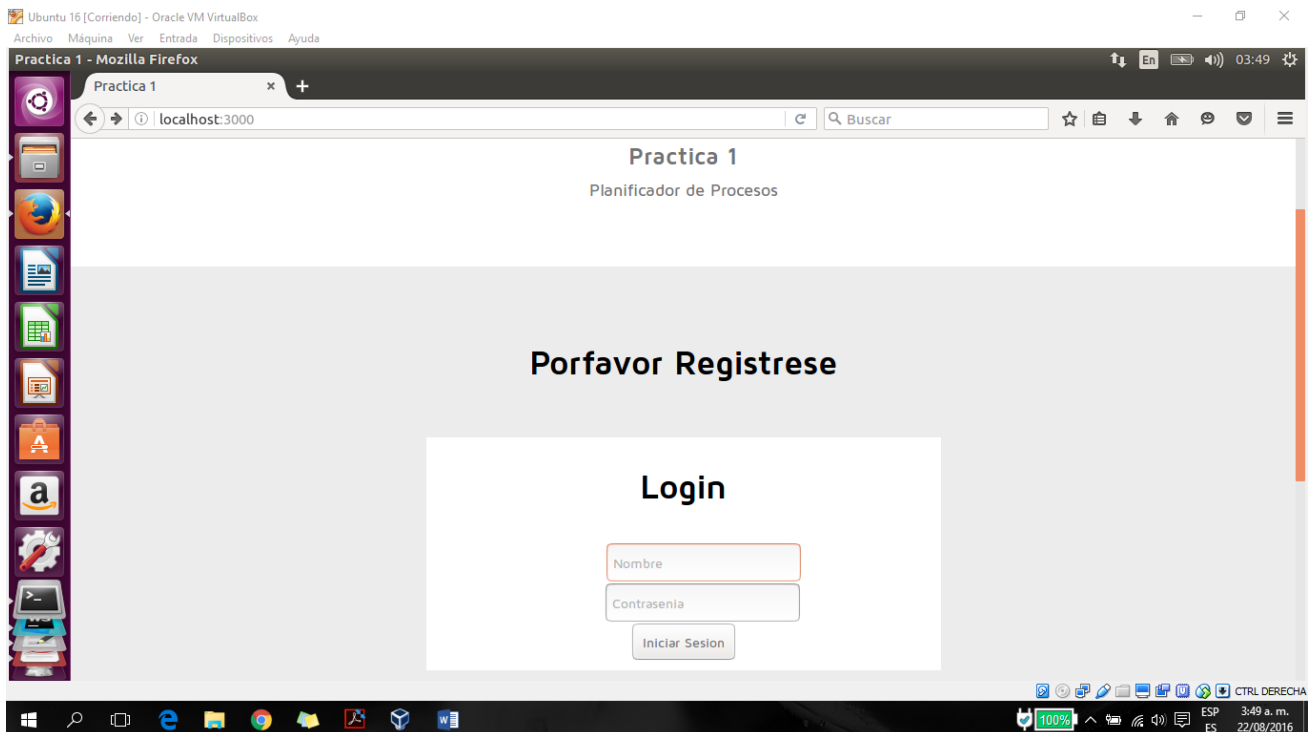 Ubuntu 16 [Corriendo] - Oracle VM VirtualBox
Archivo Máquina Ver Entrada Dispositivos Ayuda
Practica 1 - Mozilla Firefox
En 03:49
Practica 1
localhost:3000
Buscar
Practica 1
Planificador de Procesos
Porfavor Registrese
Login
Nombre
Contrasenia
Iniciar Sesion
CTRL DERECHA
100%
ESP
ES
3:49 a. m.
22/08/2016